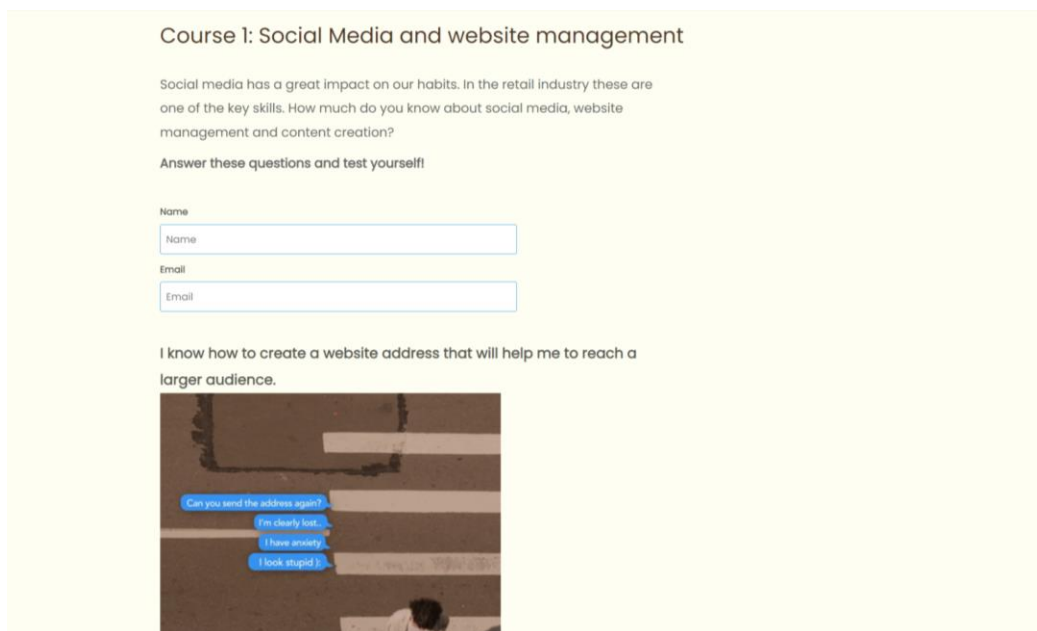 Course 1: Social Media and website management
Social media has a great impact on our habits. In the retail industry these are
one of the key skills. How much do you know about social media, website
management and content creation?
Answer these questions and test yourself!
Name
Name
Email
Email
I know how to create a website address that will help me to reach a
larger audience.
Can you send the address again?
I'm clearly lost..
I have anxiety
I look stupid ):